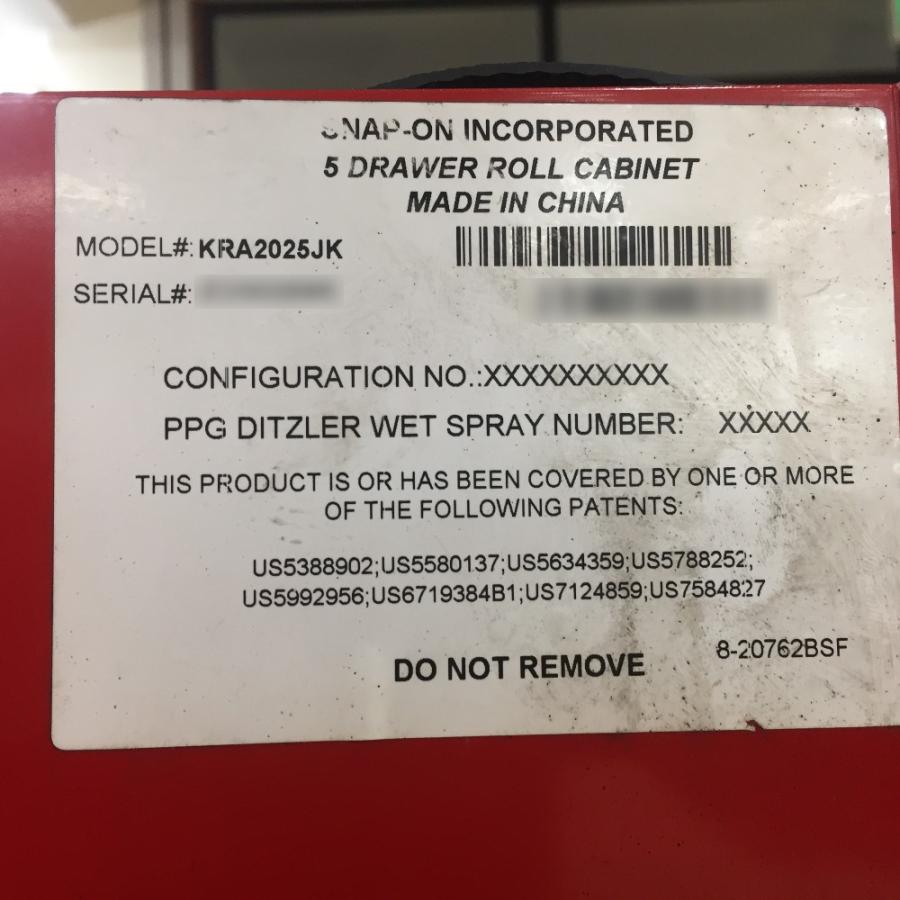 SNAP-ON INCORPORATED
5 DRAWER ROLL CABINET
MADE IN CHINA
MODEL#: KRA2025JK
SERIAL#:
CONFIGURATION NO.:XXXXXXXXXX
PPG DITZLER WET SPRAY NUMBER: XXXXX
THIS PRODUCT IS OR HAS BEEN COVERED BY ONE OR MORE
OF THE FOLLOWING PATENTS:
US5388902;US5580137;US5634359;US5788252;
US5992956;US6719384B1;US7124859;US7584827
8-20762BSF
DO NOT REMOVE